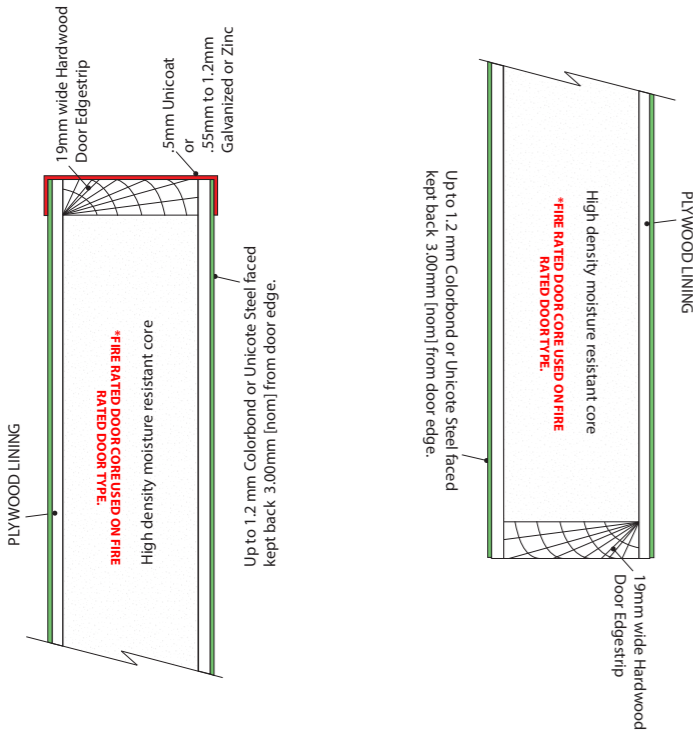 PLYWOOD LINING
High density moisture resistant core
*FIRE RATED DOOR CORE USED ON FIRE
RATED DOOR TYPE.
Up to 1.2 mm Colorbond or Unicote Steel faced
kept back 3.00mm [nom] from door edge.
19mm wide Hardwood
Door Edgestrip
19mm wide Hardwood
Door Edgestrip
.5mm Unicoat
or
.55mm to 1.2mm
Galvanized or Zinc
Up to 1.2 mm Colorbond or Unicote Steel faced
kept back 3.00mm [nom] from door edge.
High density moisture resistant core
*FIRE RATED DOOR CORE USED ON FIRE
RATED DOOR TYPE.
PLYWOOD LINING